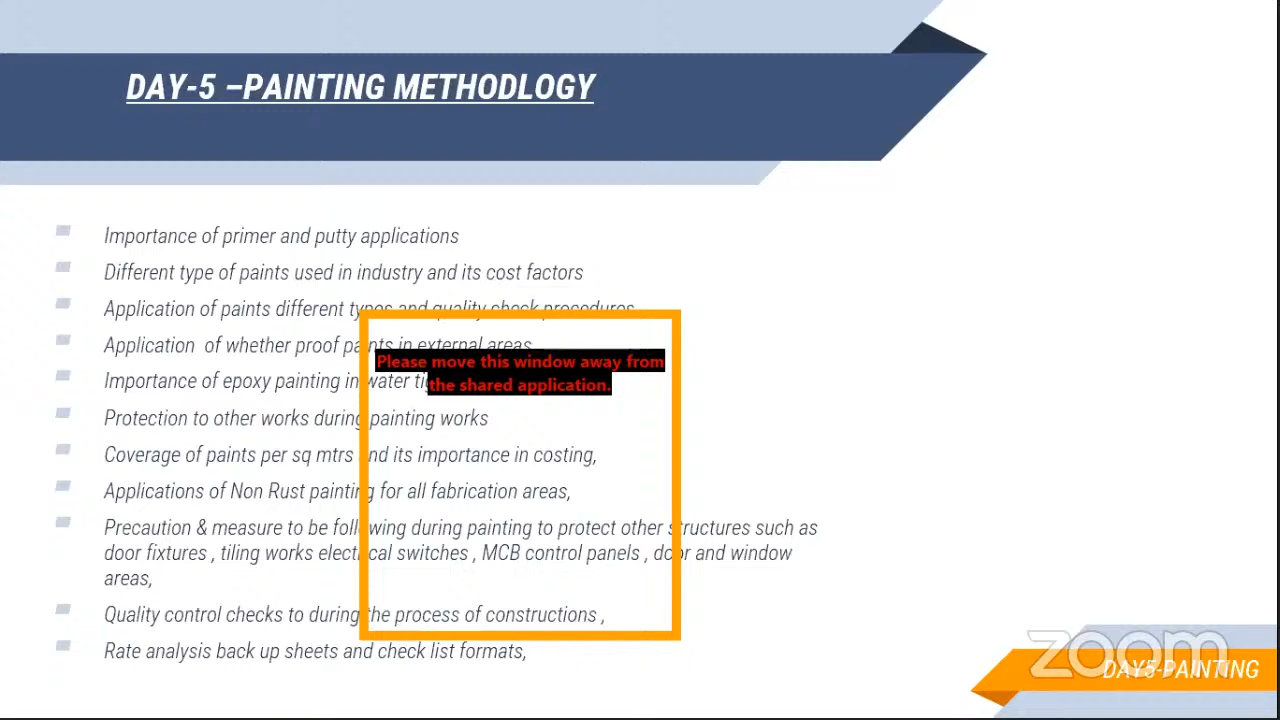 DAY-5 –PAINTING METHODLOGY
Importance of primer and putty applications
Different type of paints used in industry and its cost factors
Application of paints different types and quality check procedures
Application of whether proof paints in external areas
Please move this window away from
the shared application.
Importance of epoxy painting in water
Protection to other works during painting works
Coverage of paints per sq mtrs and its importance in costing,
Applications of Non Rust painting for all fabrication areas,
Precaution & measure to be following during painting to protect other structures such as
door fixtures , tiling works electrical switches , MCB control panels , door and window
areas,
Quality control checks to during the process of constructions ,
Rate analysis back up sheets and check list formats,
zoom
DAY5-PAINTING